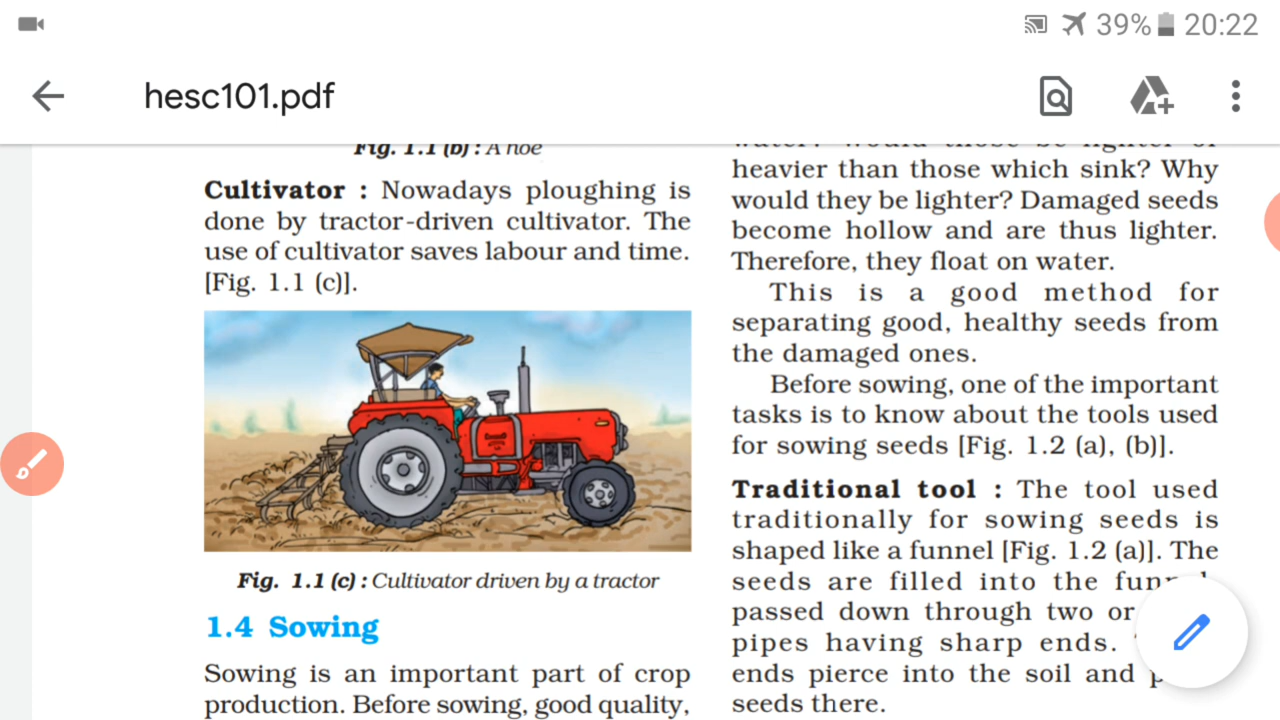 39% 20:22
hesc101.pdf
Fig. 1.1 (b) : A hoe
Cultivator : Nowadays ploughing is
done by tractor-driven cultivator. The
use of cultivator saves labour and time.
[Fig. 1.1 (c)].
Fig. 1.1 (c) : Cultivator driven by a tractor
1.4 Sowing
Sowing is an important part of crop
production. Before sowing, good quality,
heavier than those which sink? Why
would they be lighter? Damaged seeds
become hollow and are thus lighter.
Therefore, they float on water.
This is a good method for
separating good, healthy seeds from
the damaged ones.
Before sowing, one of the important
tasks is to know about the tools used
for sowing seeds [Fig. 1.2 (a), (b)].
Traditional tool : The tool used
traditionally for sowing seeds is
shaped like a funnel [Fig. 1.2 (a)]. The
seeds are filled into the
passed down through two or
pipes having sharp ends.
ends pierce into the soil and
seeds there.